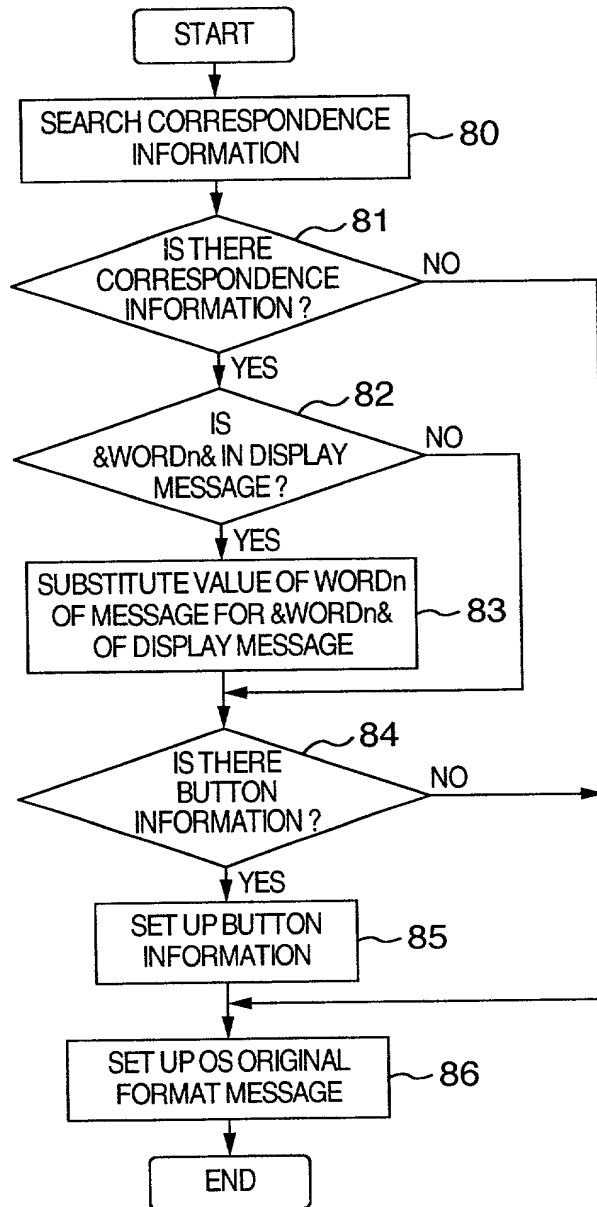 START
SEARCH CORRESPONDENCE
INFORMATION
80
81
IS THERE
CORRESPONDENCE
INFORMATION ?
NO
YES
82
IS
&WORDn& IN DISPLAY
MESSAGE ?
NO
YES
SUBSTITUTE VALUE OF WORDn
OF MESSAGE FOR &WORDn&
OF DISPLAY MESSAGE
83
84
IS THERE
BUTTON
INFORMATION ?
NO
YES
SET UP BUTTON
INFORMATION
85
SET UP OS ORIGINAL
FORMAT MESSAGE
86
END